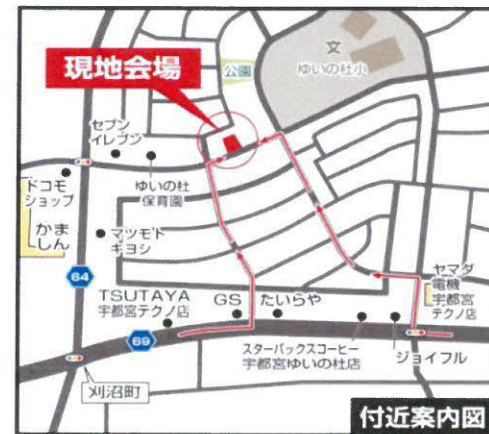 文
ゆいの杜小
公園
現地会場
セブン
イレブン
ドコモ
ショップ
ゆいの杜
保育園
かま
しん
マツモト
キヨシ
64
TSUTAYA
宇都宮
テクノ店
GS
たいらや
ヤマダ
電機
宇都宮
テクノ店
69
スターバックスコーヒー
宇都宮ゆいの杜店
ジョイフル
刈沼町
付近案内図